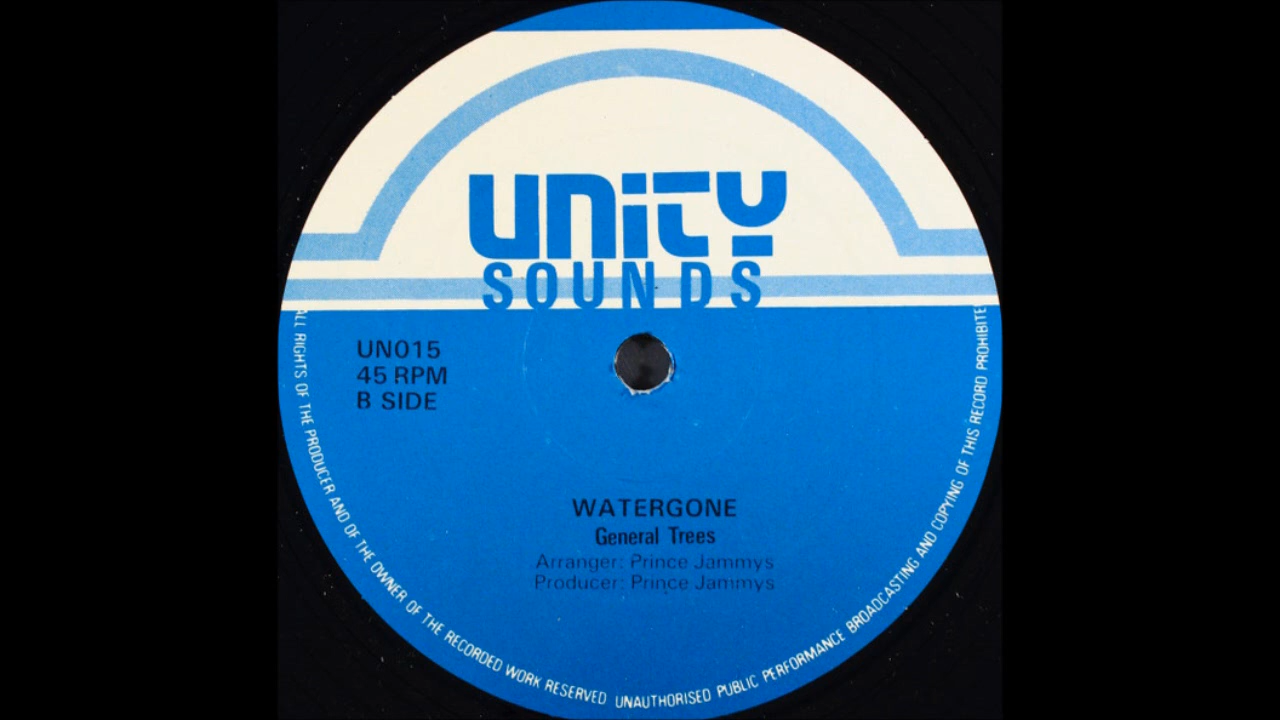 UNiTY
SOUNDS
UN015
45 RPM
B SIDE
WATERGONE
General Trees
Arranger: Prince Jammys
Producer: Prince Jammys
ALL RIGHTS OF THE PRODUCER AND OF THE OWNER OF THE RECORDED WORK RESERVED UNAUTHORISED PUBLIC PERFORMANCE BROADCASTING AND COPYING OF THIS RECORD PROHIBITE